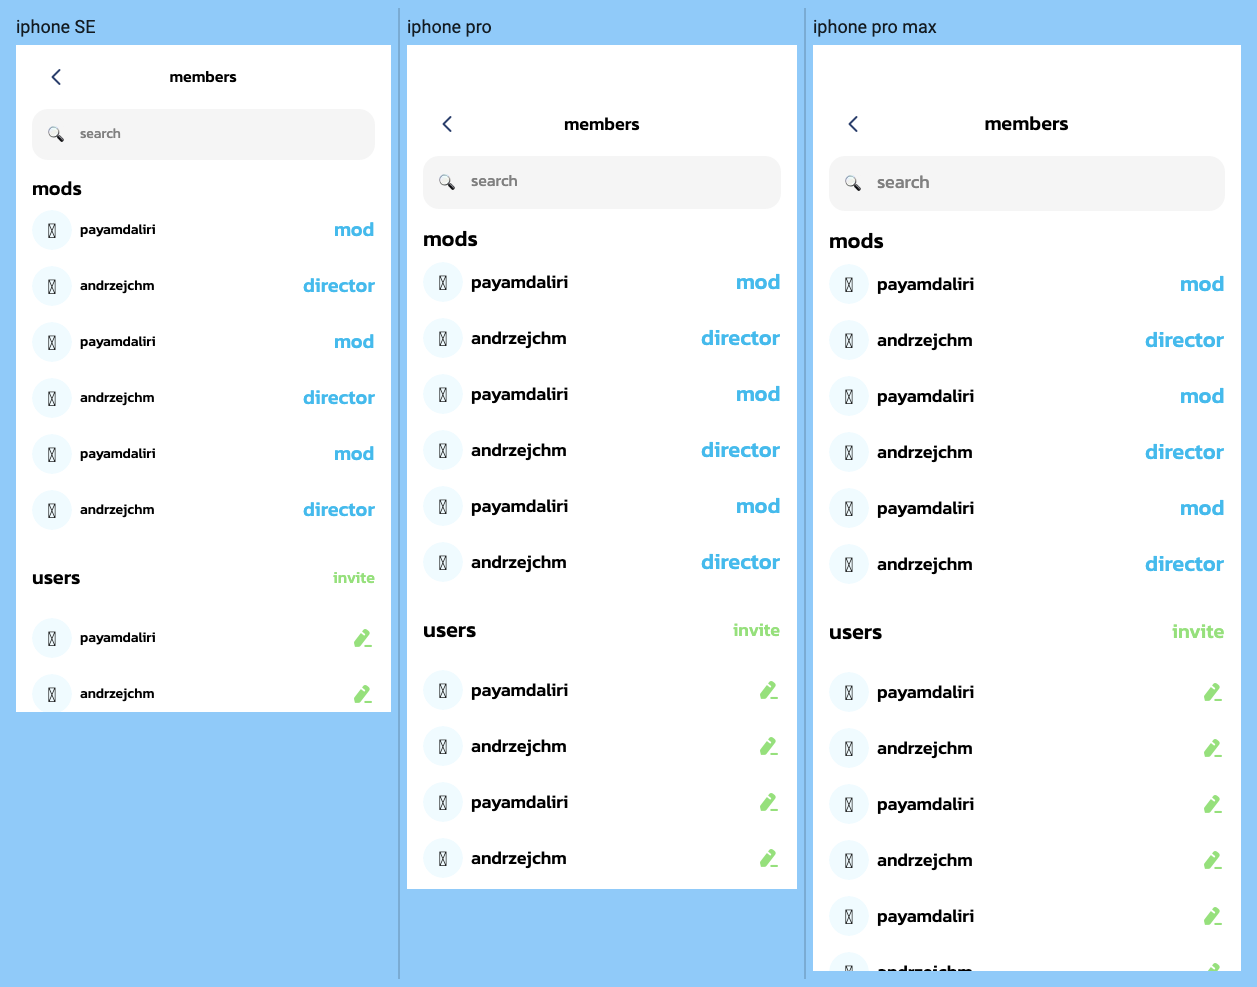 iphone SE
members
search
mods
payamdaliri mod
andrzejchm director
payamdaliri mod
andrzejchm director
payamdaliri mod
andrzejchm director
users invite
payamdaliri
andrzejchm
iphone pro
members
search
mods
payamdaliri mod
andrzejchm director
payamdaliri mod
andrzejchm director
payamdaliri mod
andrzejchm director
users invite
payamdaliri
andrzejchm
payamdaliri
andrzejchm
iphone pro max
members
search
mods
payamdaliri mod
andrzejchm director
payamdaliri mod
andrzejchm director
payamdaliri mod
andrzejchm director
users invite
payamdaliri
andrzejchm
payamdaliri
andrzejchm
payamdaliri
andrzejchm